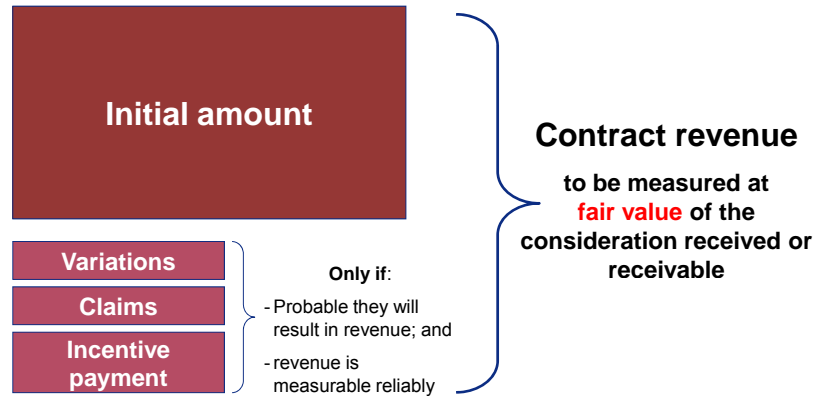 Initial amount
Variations
Claims
Incentive
payment
Only if:
- Probable they will
result in revenue; and
- revenue is
measurable reliably
Contract revenue
to be measured at
fair value of the
consideration received or
receivable